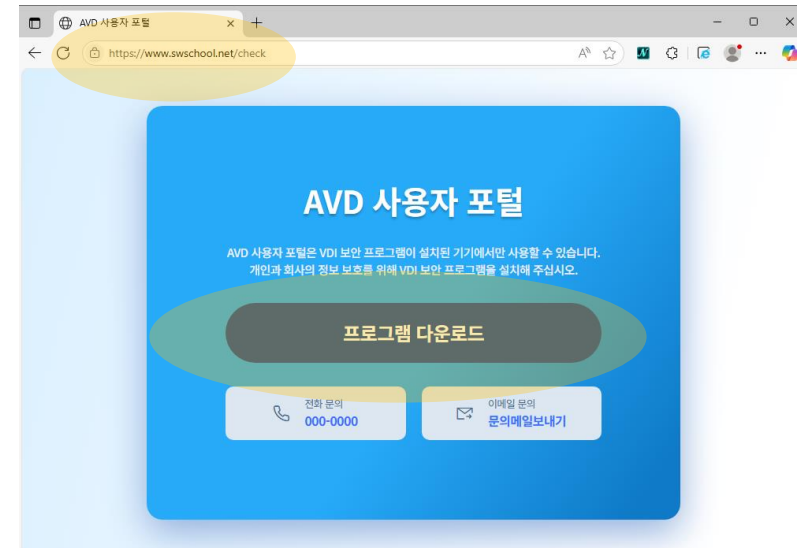 AVD 사용자 포털
https://www.swschool.net/check
AVD 사용자 포털
AVD 사용자 포털은 VDI 보안 프로그램이 설치된 기기에서만 사용할 수 있습니다.
개인과 회사의 정보 보호를 위해 VDI 보안 프로그램을 설치해 주십시오.
프로그램 다운로드
전화 문의
000-0000
이메일 문의
문의메일보내기